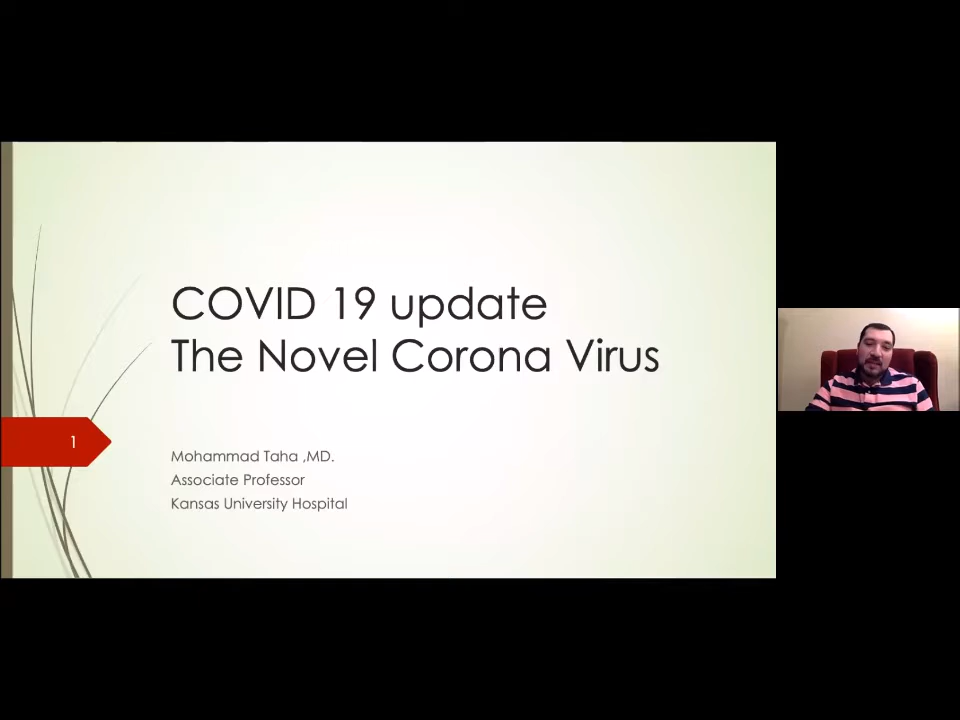 COVID 19 update
The Novel Corona Virus
1
Mohammad Taha ,MD.
Associate Professor
Kansas University Hospital